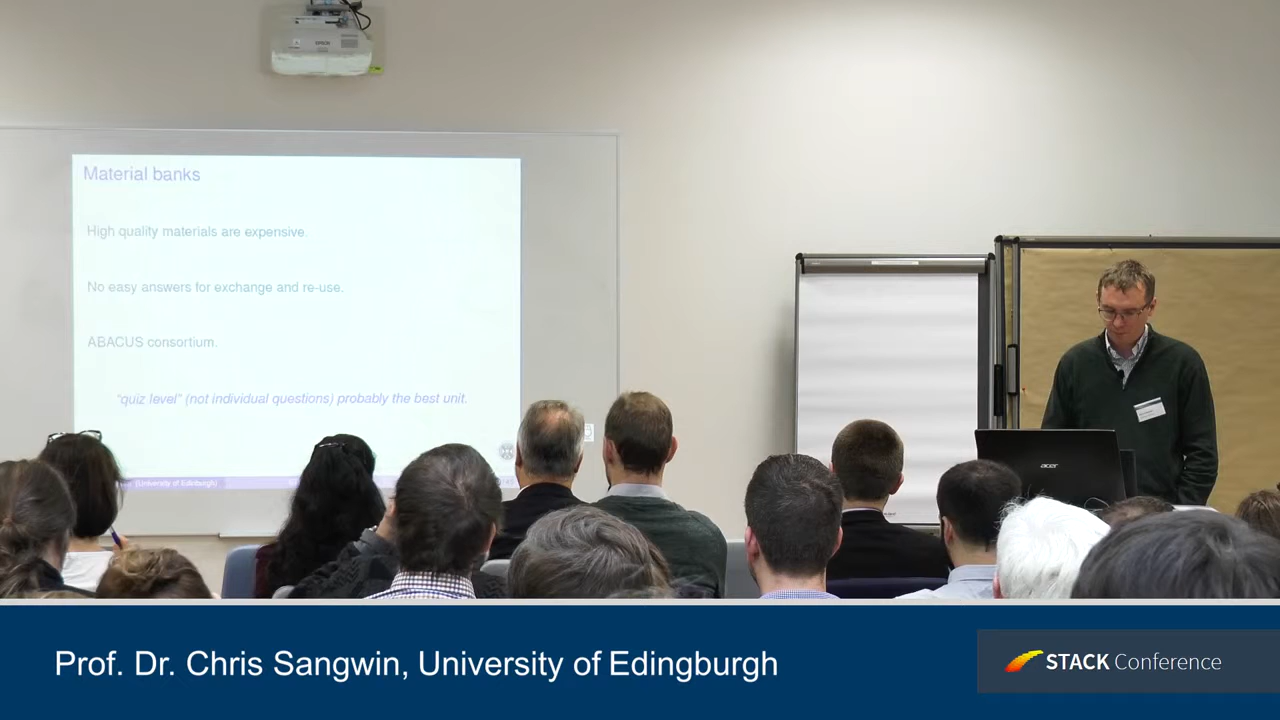 EPSON
Material banks
High quality materials are expensive.
No easy answers for exchange and re-use.
ABACUS consortium.
"quiz level" (not individual questions) probably the best unit.
(University of Edinburgh)
acer
Prof. Dr. Chris Sangwin, University of Edingburgh
STACK Conference